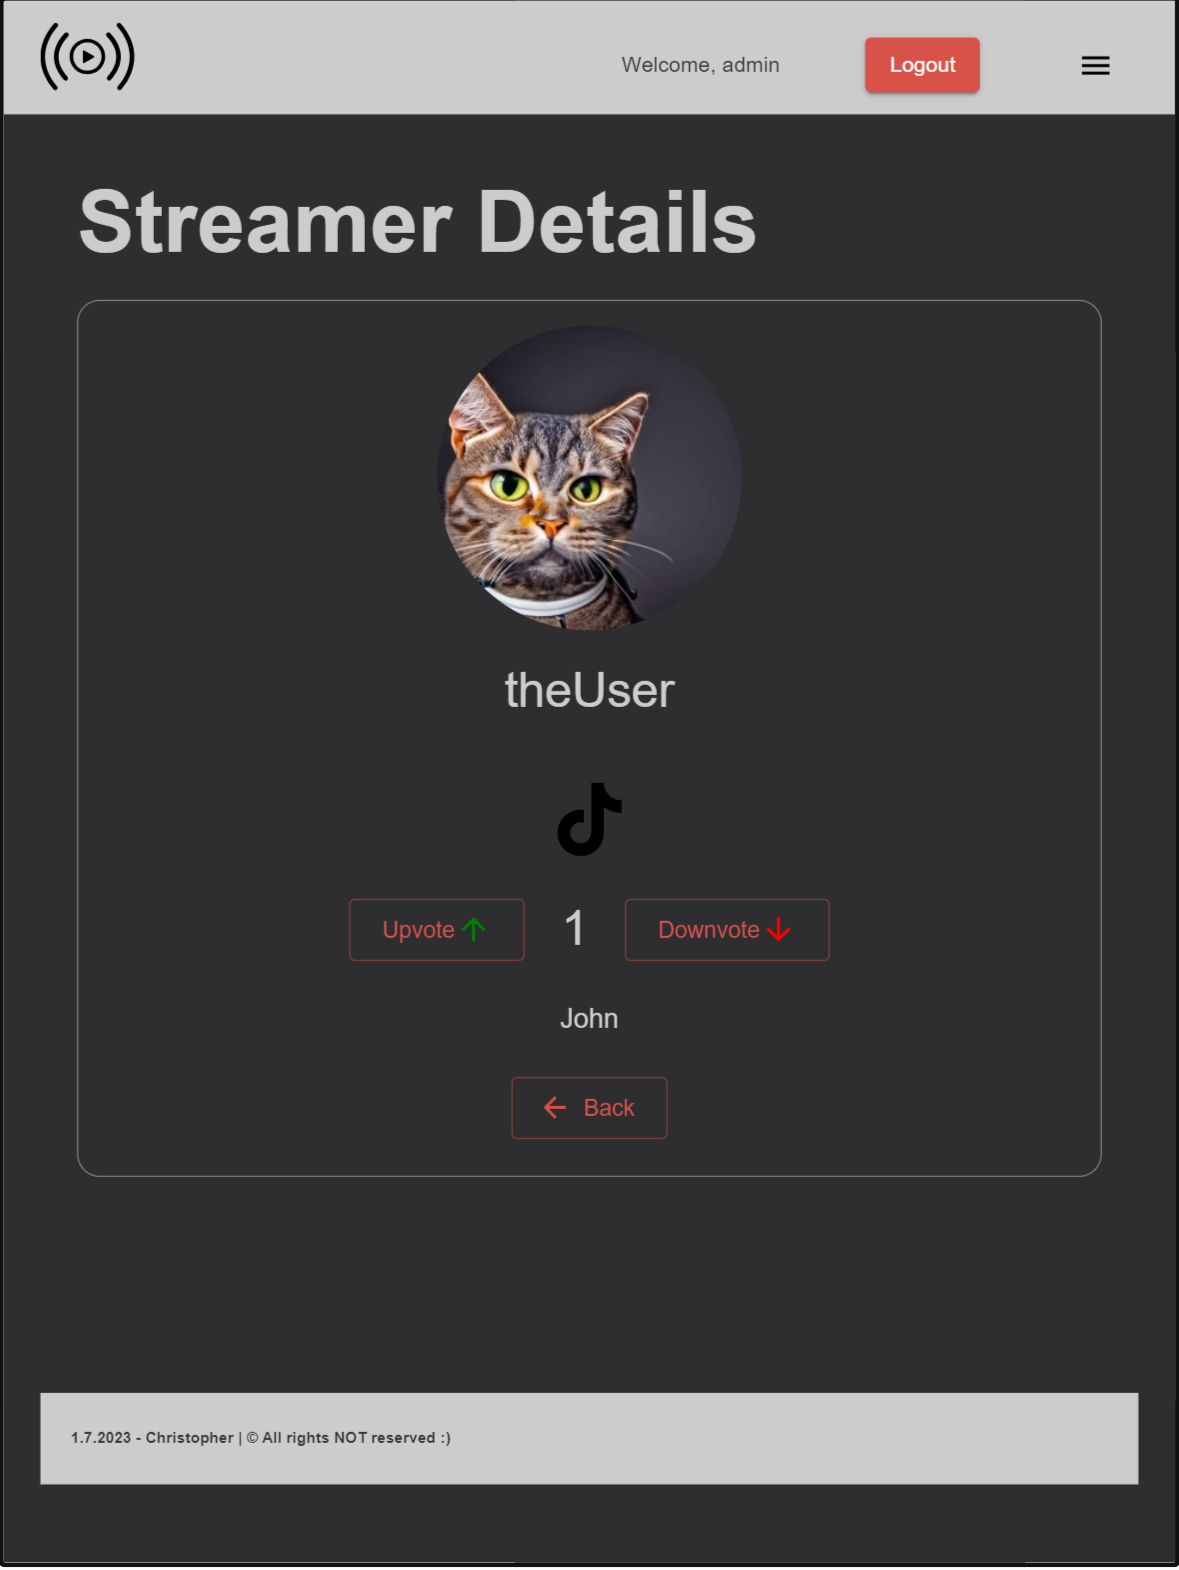 Welcome, admin
Logout
Streamer Details
theUser
Upvote
1
Downvote
John
Back
1.7.2023 - Christopher | © All rights NOT reserved :)